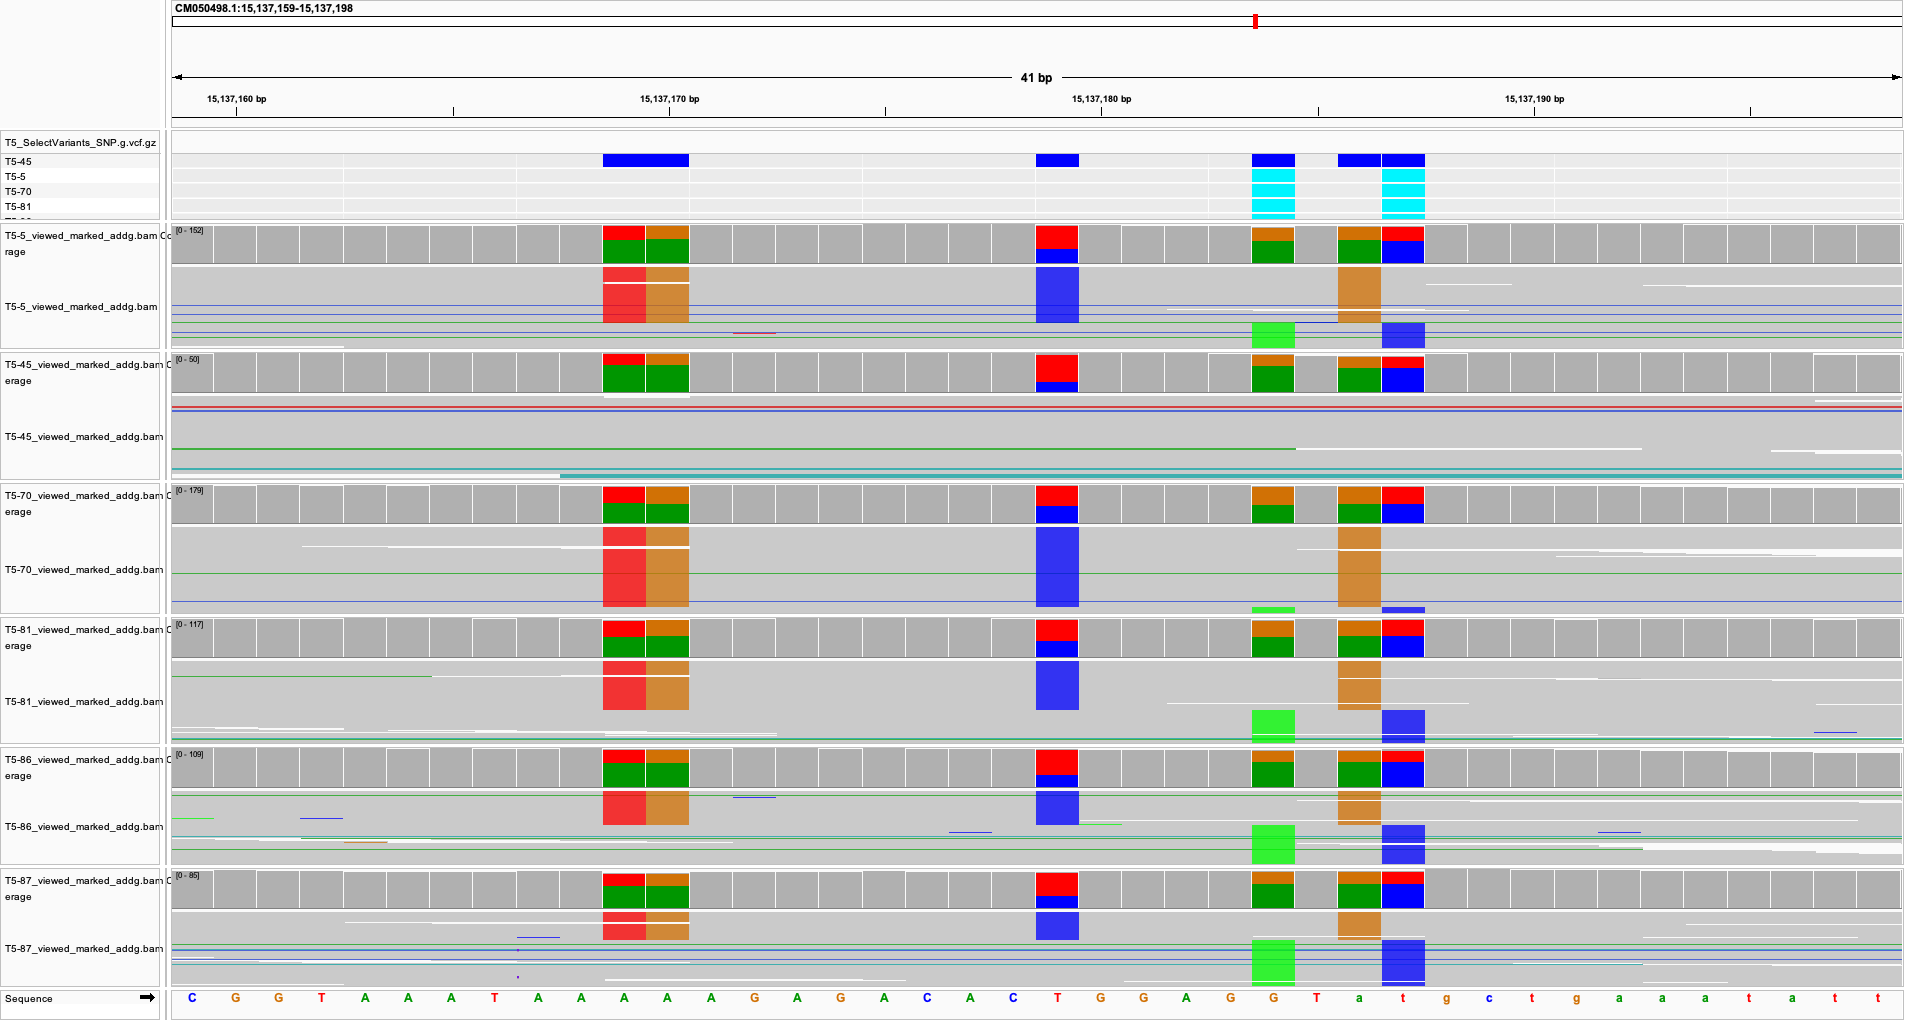 CM050498.1:15,137,159-15,137,198
41 bp
15,137,160 bp 15,137,170 bp 15,137,180 bp 15,137,190 bp
T5_SelectVariants_SNP.g.vcf.gz
T5-45
T5-5
T5-70
T5-81
T5-5_viewed_marked_addg.bam Co
rage
[0 - 152]
T5-5_viewed_marked_addg.bam
T5-45_viewed_marked_addg.bam C
erage
[0 - 50]
T5-45_viewed_marked_addg.bam
T5-70_viewed_marked_addg.bam C
erage
[0 - 179]
T5-70_viewed_marked_addg.bam
T5-81_viewed_marked_addg.bam C
erage
[0 - 117]
T5-81_viewed_marked_addg.bam
T5-86_viewed_marked_addg.bam C
erage
[0 - 109]
T5-86_viewed_marked_addg.bam
T5-87_viewed_marked_addg.bam C
erage
[0 - 85]
T5-87_viewed_marked_addg.bam
Sequence C G G T A A A T A A A A A G A G A C A C T G G A G G T a t g c t g a a a t a t t